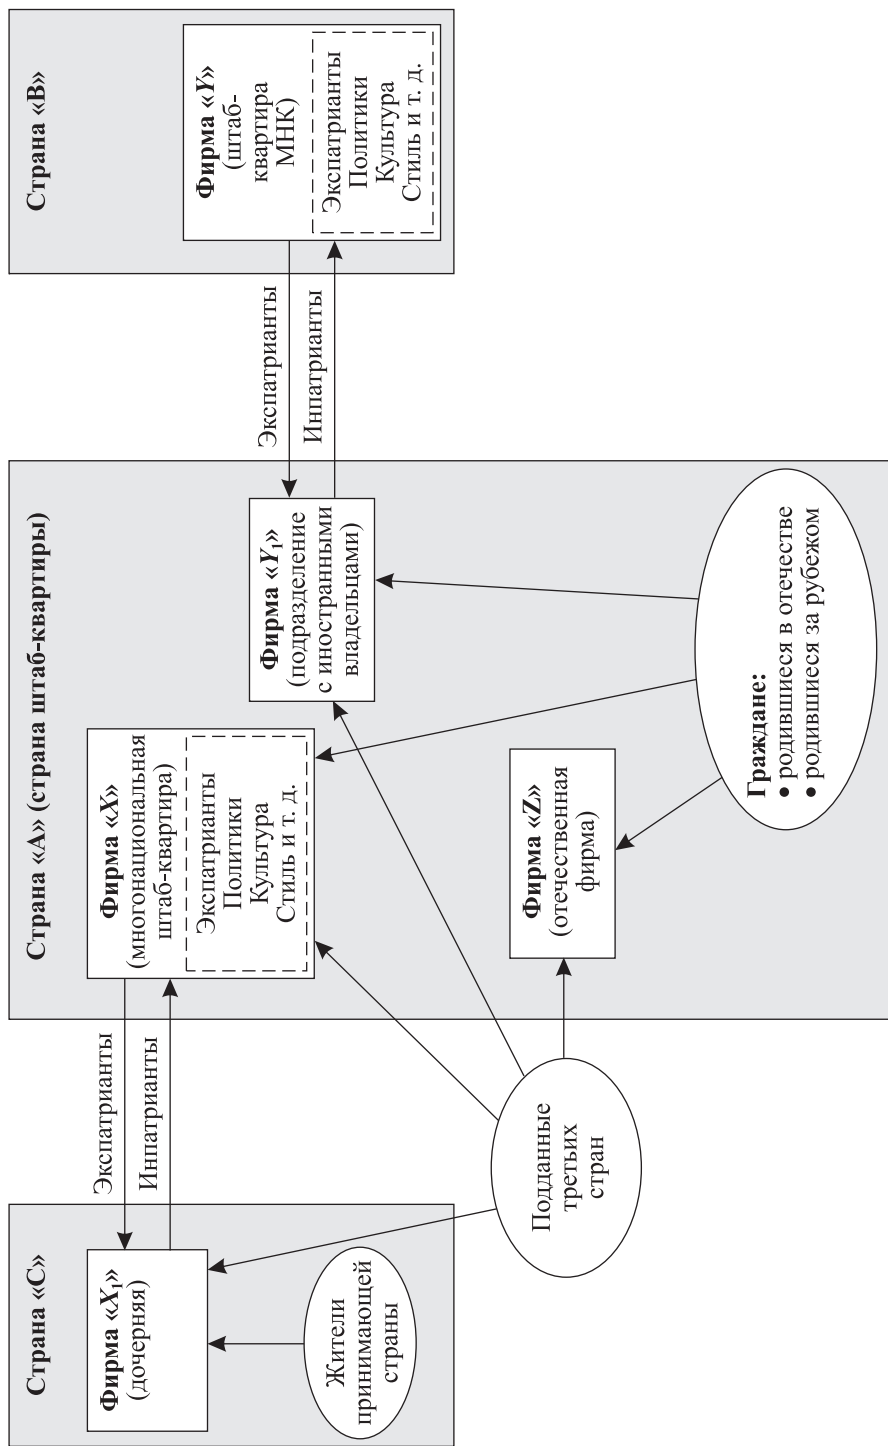 Страна «C»
Фирма «X₁»
(дочерняя)
Жители
принимающей
страны
Экспатрианты
Инпатрианты
Подданные
третьих
стран
Страна «A» (страна штаб-квартиры)
Фирма «X»
(многонациональная
штаб-квартира)
Экспатрианты
Политики
Культура
Стиль и т. д.
Фирма «Y₁»
(подразделение
с иностранными
владельцами)
Фирма «Z»
(отечественная
фирма)
Граждане:
• родившиеся в отечестве
• родившиеся за рубежом
Экспатрианты
Инпатрианты
Страна «B»
Фирма «Y»
(штаб-
квартира
МНК)
Экспатрианты
Политики
Культура
Стиль и т. д.